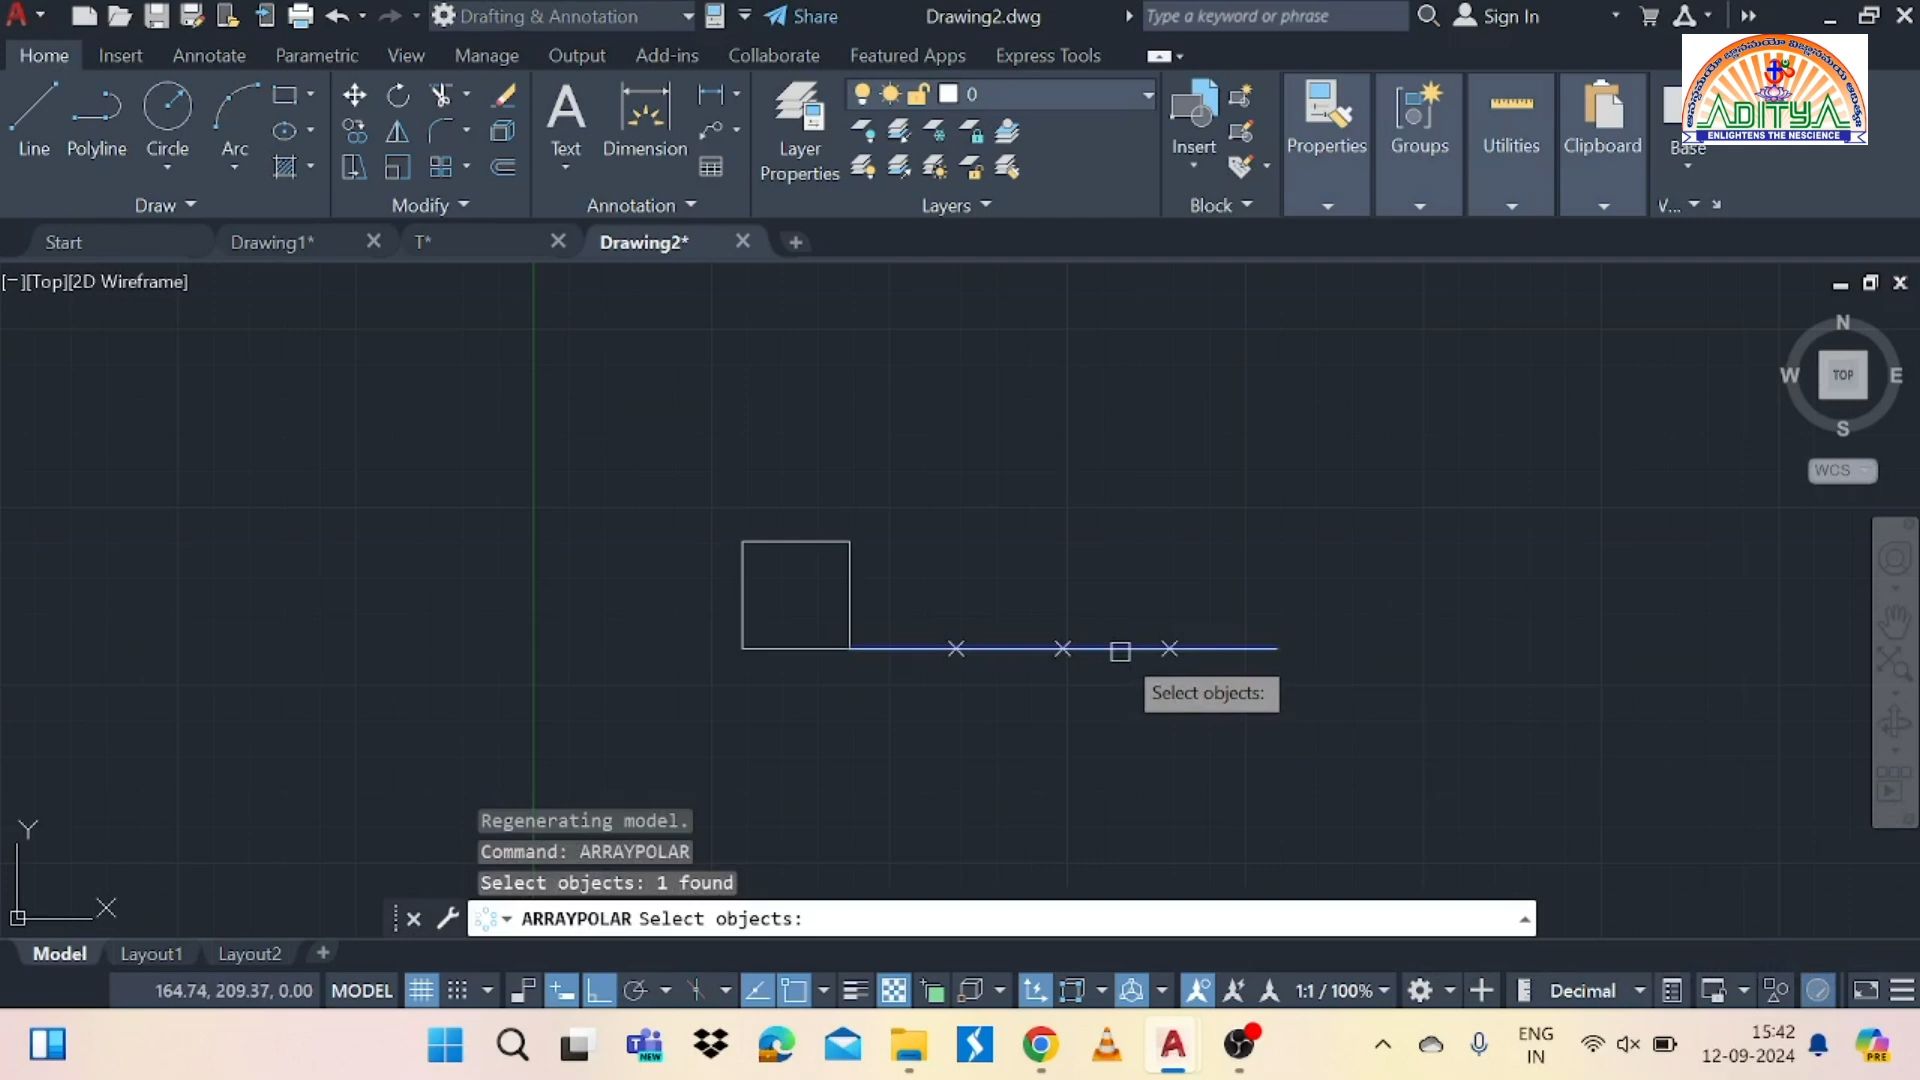 Drafting & Annotation
Share
Drawing2.dwg
Type a keyword or phrase
Sign In
Home
Insert
Annotate
Parametric
View
Manage
Output
Add-ins
Collaborate
Featured Apps
Express Tools
ADITYA
ENLIGHTENS THE NESCIENCE
0
A
Line
Polyline
Circle
Arc
Text
Dimension
Layer
Properties
Insert
Properties
Groups
Utilities
Clipboard
Base
Draw
Modify
Annotation
Layers
Block
V...
Start
Drawing1*
T*
Drawing2*
[−][Top][2D Wireframe]
N
W
TOP
E
S
WCS
Select objects:
Regenerating model.
Command: ARRAYPOLAR
Select objects: 1 found
Y
X
ARRAYPOLAR Select objects:
Model
Layout1
Layout2
164.74, 209.37, 0.00
MODEL
1:1 / 100%
Decimal
NEW
ENG
IN
15:42
12-09-2024
PRE